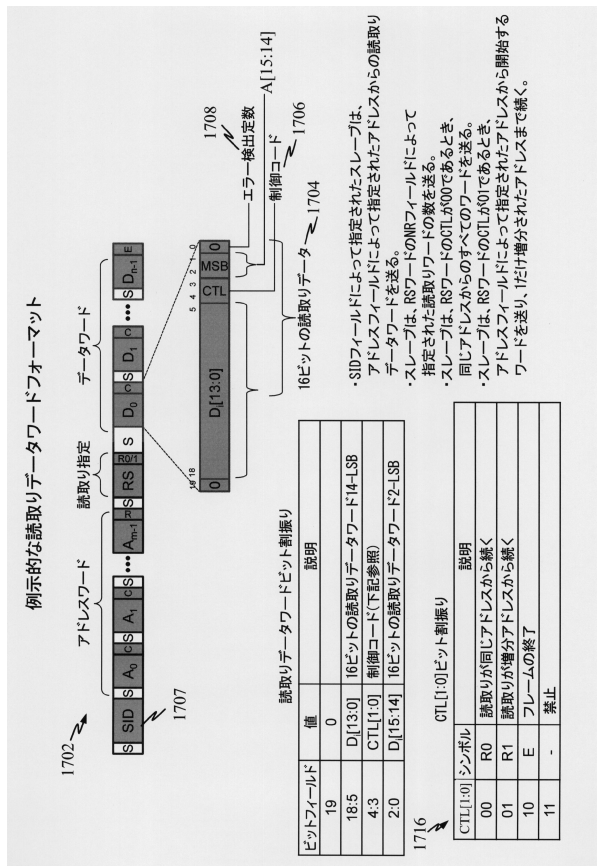 例示的な読取りデータワードフォーマット
アドレスワード
読取り指定
データワード
1702
S SID S A0 C S A1 C S ••• Am-1 R S RS R0/1 S D0 C S D1 C S ••• Dn-1 S E
1707
19 18 5 4 3 2 1 0
0 Di[13:0] CTL MSB 0
1708
エラー検出定数
A[15:14]
制御コード
1706
16ビットの読取りデータ 1704
読取りデータワードビット割振り
ビットフィールド 値 説明
19 0
18:5 Di[13:0] 16ビットの読取りデータワード14-LSB
4:3 CTL[1:0] 制御コード(下記参照)
2:0 Di[15:14] 16ビットの読取りデータワード2-LSB
1716
CTL[1:0]ビット割振り
CTL[1:0] シンボル 説明
00 R0 読取りが同じアドレスから続く
01 R1 読取りが増分アドレスから続く
10 E フレームの終了
11 - 禁止
・SIDフィールドによって指定されたスレーブは、
アドレスフィールドによって指定されたアドレスからの読取り
データワードを送る。
・スレーブは、RSワードのNRフィールドによって
指定された読取りワードの数を送る。
・スレーブは、RSワードのCTLが00であるとき、
同じアドレスからのすべてのワードを送る。
・スレーブは、RSワードのCTLが01であるとき、
アドレスフィールドによって指定されたアドレスから開始する
ワードを送り、1だけ増分されたアドレスまで続く。